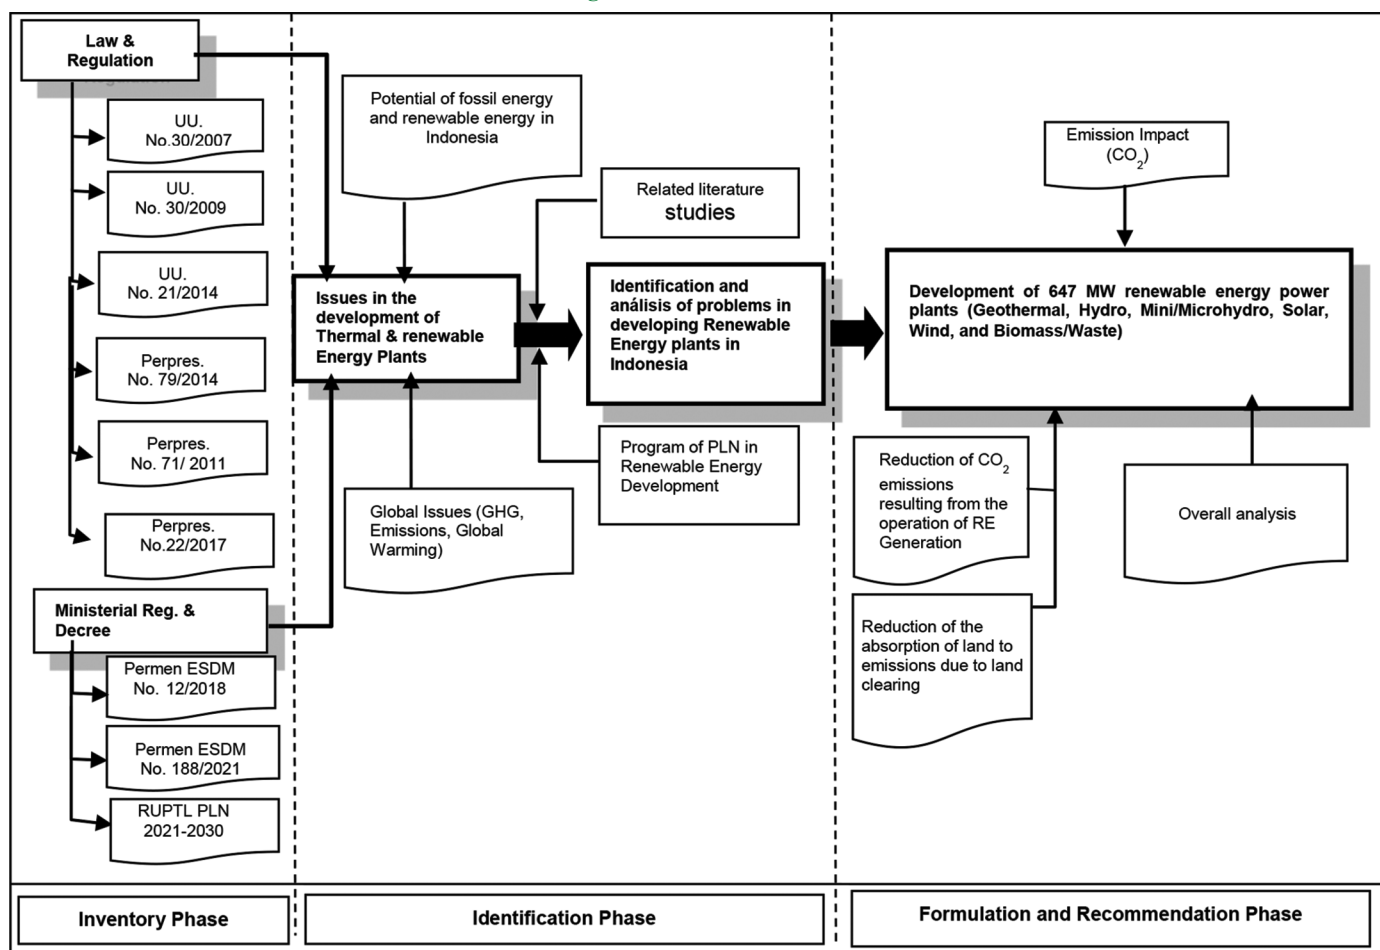 Law &
Regulation
UU.
No.30/2007
UU.
No. 30/2009
UU.
No. 21/2014
Perpres.
No. 79/2014
Perpres.
No. 71/ 2011
Perpres.
No.22/2017
Ministerial Reg. &
Decree
Permen ESDM
No. 12/2018
Permen ESDM
No. 188/2021
RUPTL PLN
2021-2030
Inventory Phase
Potential of fossil energy
and renewable energy in
Indonesia
Issues in the
development of
Thermal & renewable
Energy Plants
Global Issues (GHG,
Emissions, Global
Warming)
Related literature
studies
Identification and
análisis of problems in
developing Renewable
Energy plants in
Indonesia
Program of PLN in
Renewable Energy
Development
Identification Phase
Emission Impact
(CO2)
Development of 647 MW renewable energy power
plants (Geothermal, Hydro, Mini/Microhydro, Solar,
Wind, and Biomass/Waste)
Reduction of CO2
emissions
resulting from the
operation of RE
Generation
Overall analysis
Reduction of the
absorption of land to
emissions due to land
clearing
Formulation and Recommendation Phase